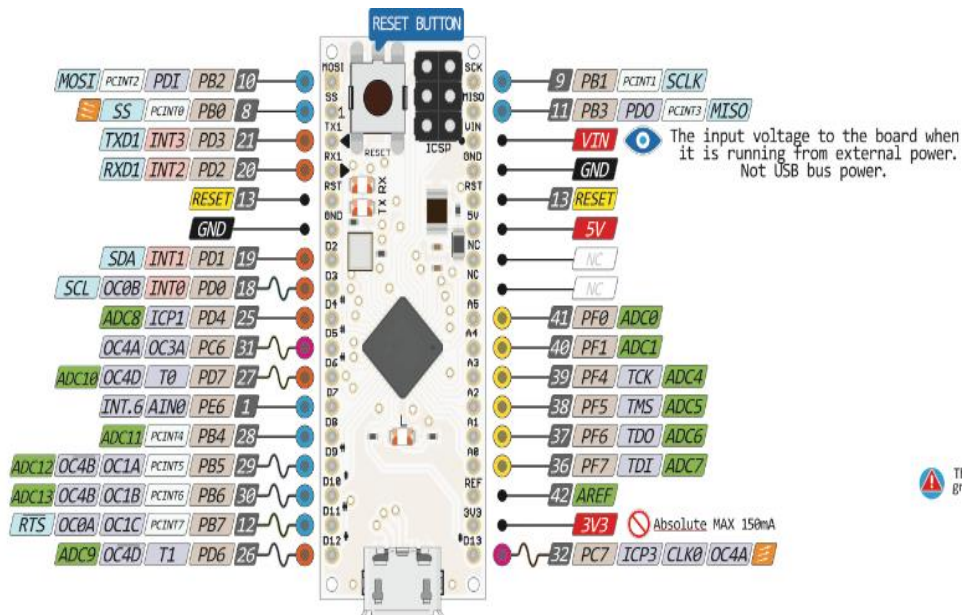 RESET BUTTON
MOSI PCINT2 PDI PB2 10
SS PCINT0 PB0 8
TXD1 INT3 PD3 21
RXD1 INT2 PD2 20
RESET 13
GND
SDA INT1 PD1 19
SCL OC0B INT0 PD0 18
ADC8 ICP1 PD4 25
OC4A OC3A PC6 31
ADC10 OC4D T0 PD7 27
INT.6 AIN0 PE6 1
ADC11 PCINT4 PB4 28
ADC12 OC4B OC1A PCINT5 PB5 29
ADC13 OC4B OC1B PCINT6 PB6 30
RTS OC0A OC1C PCINT7 PB7 12
ADC9 OC4D T1 PD6 26
MOSI
SS
TX1
RX1
RST
GND
D2
D3
D4
D5
D6
D7
D8
D9
D10
D11
D12
1
RESET
ICSP
TX RX
L
SCK
MISO
VIN
GND
RST
5V
NC
NC
A5
A4
A3
A2
A1
A0
REF
3V3
D13
9 PB1 PCINT1 SCLK
11 PB3 PDO PCINT3 MISO
VIN The input voltage to the board when
it is running from external power.
Not USB bus power.
GND
13 RESET
5V
NC
NC
41 PF0 ADC0
40 PF1 ADC1
39 PF4 TCK ADC4
38 PF5 TMS ADC5
37 PF6 TDO ADC6
36 PF7 TDI ADC7
42 AREF
3V3 Absolute MAX 150mA
32 PC7 ICP3 CLK0 OC4A